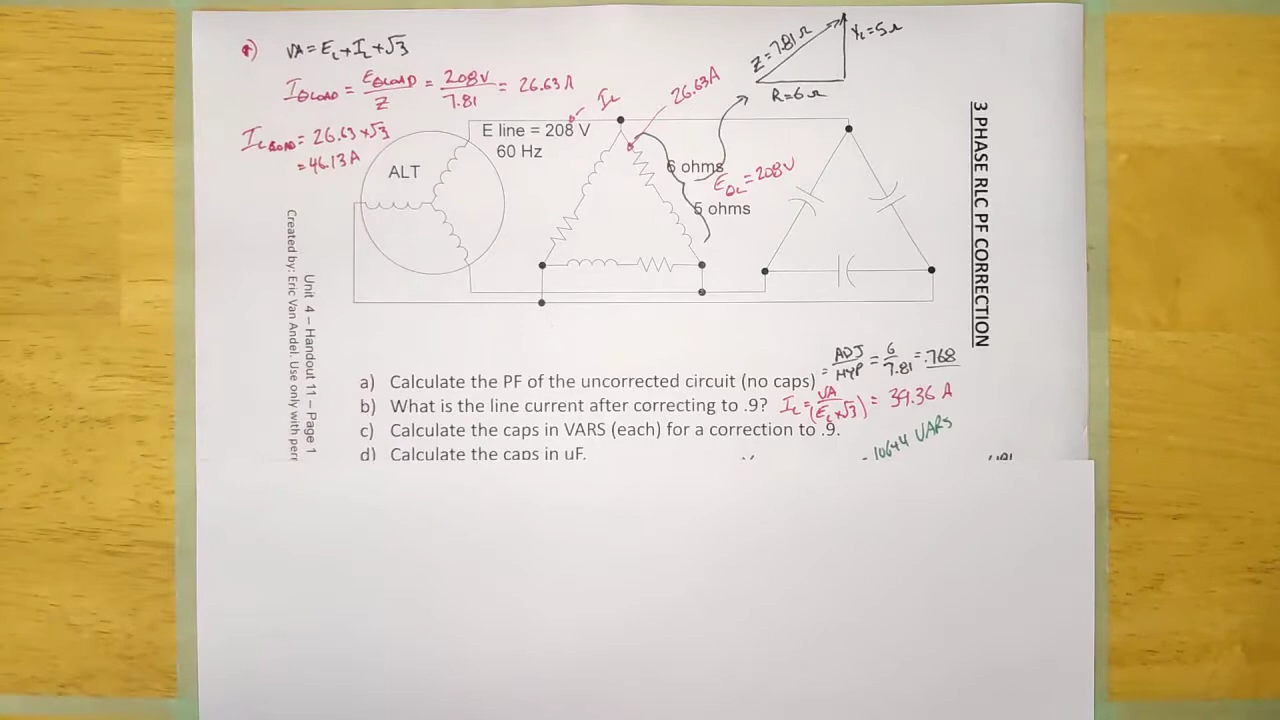 a) VA = EL + IL + √3
IØLOAD = EØLOAD / Z = 208V / 7.81 = 26.63 A
IL LOAD = 26.63 x √3
= 46.13 A
Z = 7.81 Ω
XL = 5 Ω
R = 6 Ω
IL
26.63A
E line = 208 V
60 Hz
ALT
6 ohms
EØL = 208V
5 ohms
3 PHASE RLC PF CORRECTION
Unit 4 – Handout 11 – Page 1
Created by: Eric Van Andel. Use only with per
a) Calculate the PF of the uncorrected circuit (no caps) = ADJ / HYP = 6 / 7.81 = .768
b) What is the line current after correcting to .9? IL = VA / (EL x √3) = 39.36 A
c) Calculate the caps in VARS (each) for a correction to .9.
10644 VARS
d) Calculate the caps in uF.